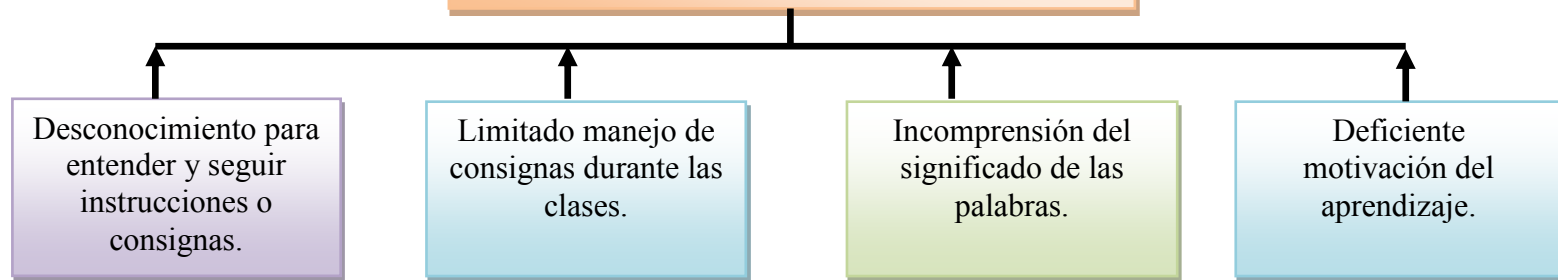 Desconocimiento para
entender y seguir
instrucciones o
consignas.
Limitado manejo de
consignas durante las
clases.
Incomprensión del
significado de las
palabras.
Deficiente
motivación del
aprendizaje.